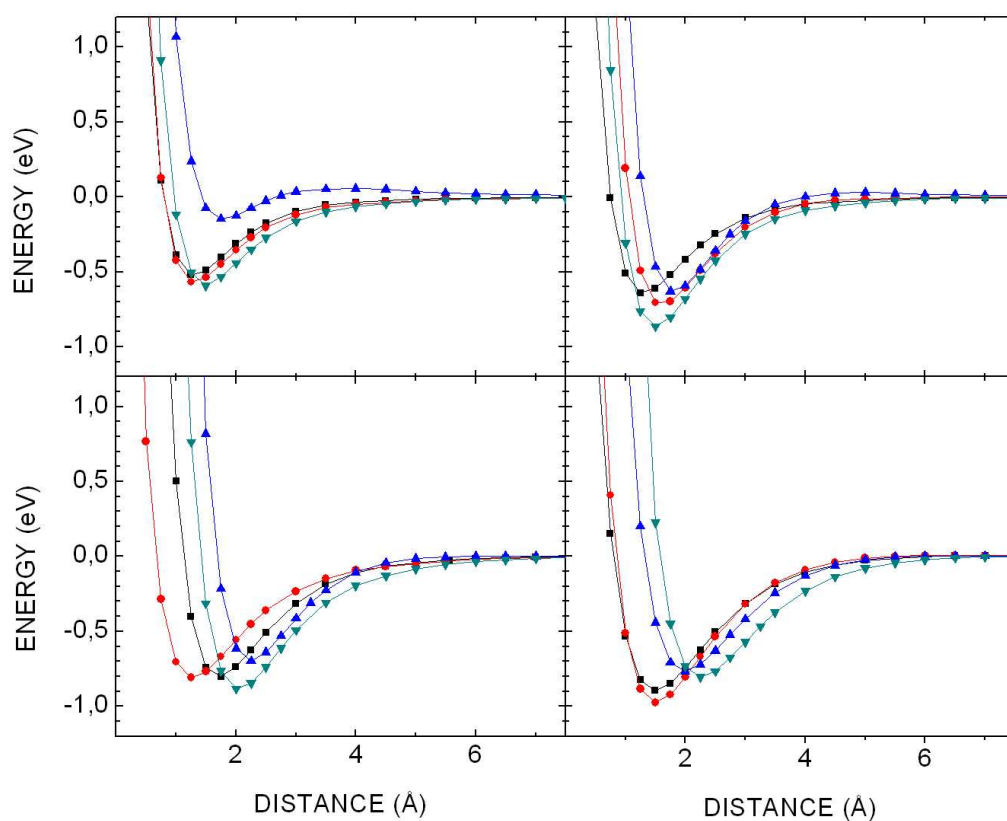 1,0
0,5
0,0
-0,5
-1,0
ENERGY (eV)
1,0
0,5
0,0
-0,5
-1,0
ENERGY (eV)
2 4 6
2 4 6
DISTANCE (Å)
DISTANCE (Å)